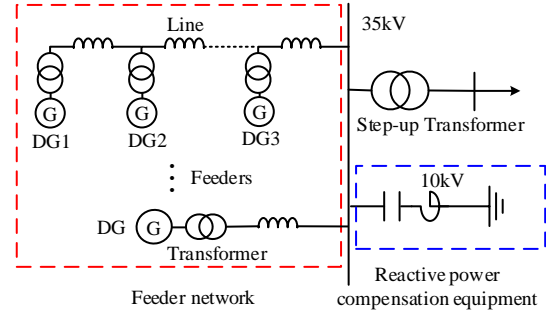 Line
35kV
G
G
G
DG1
DG2
DG3
Step-up Transformer
Feeders
10kV
DG
G
Transformer
Feeder network
Reactive power
compensation equipment